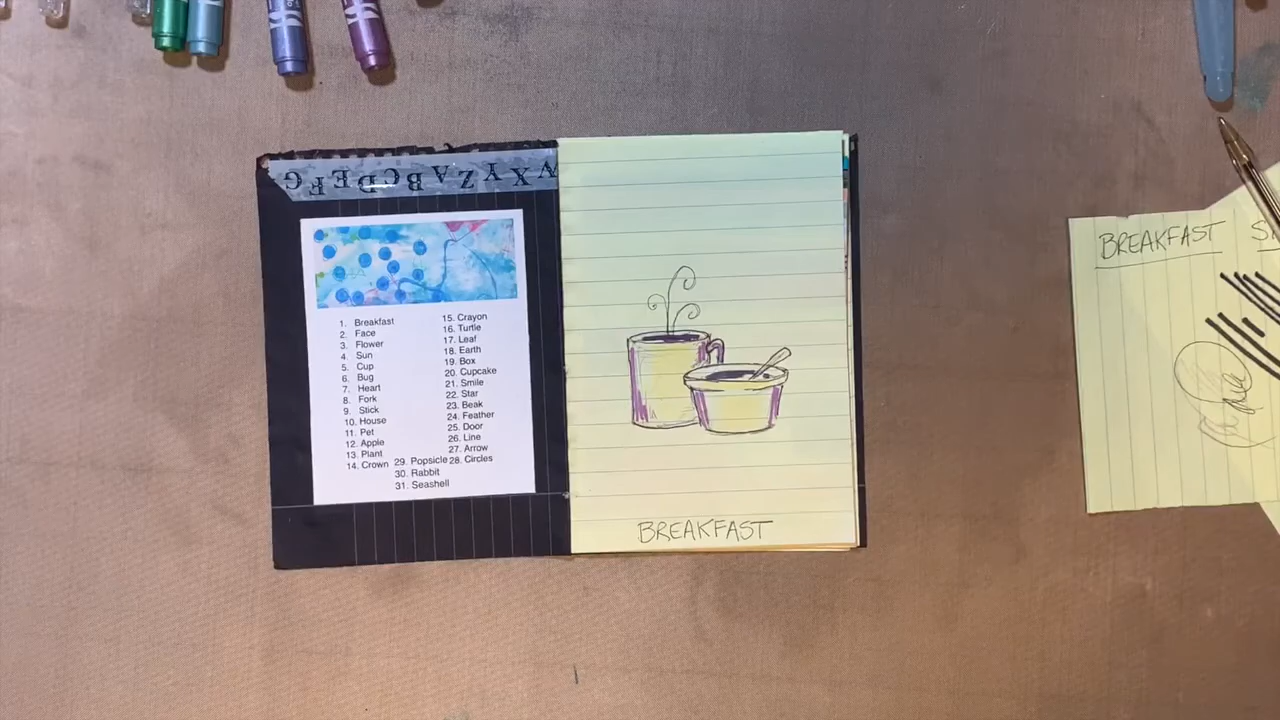 VXYZABCDEFG
1. Breakfast
2. Face
3. Flower
4. Sun
5. Cup
6. Bug
7. Heart
8. Fork
9. Stick
10. House
11. Pet
12. Apple
13. Plant
14. Crown
15. Crayon
16. Turtle
17. Leaf
18. Earth
19. Box
20. Cupcake
21. Smile
22. Star
23. Beak
24. Feather
25. Door
26. Line
27. Arrow
28. Circles
29. Popsicle
30. Rabbit
31. Seashell
BREAKFAST
BREAKFAST